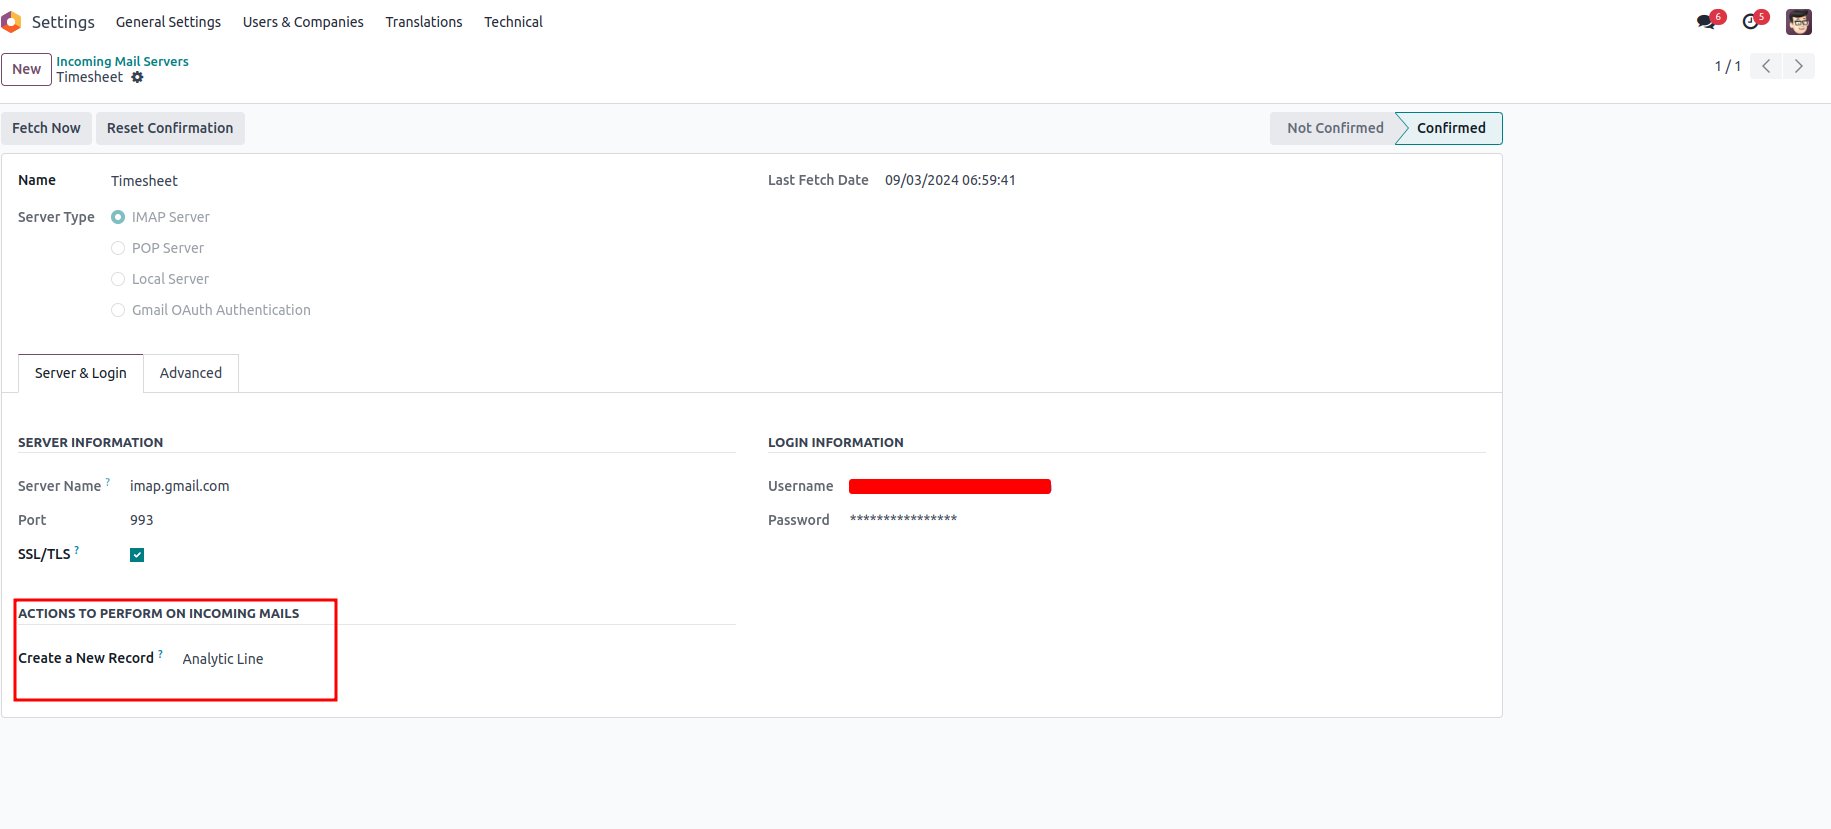 Settings General Settings Users & Companies Translations Technical 6 5
New Incoming Mail Servers
Timesheet
1 / 1
Fetch Now Reset Confirmation Not Confirmed Confirmed
Name Timesheet Last Fetch Date 09/03/2024 06:59:41
Server Type IMAP Server
POP Server
Local Server
Gmail OAuth Authentication
Server & Login Advanced
SERVER INFORMATION LOGIN INFORMATION
Server Name ? imap.gmail.com Username
Port 993 Password ****************
SSL/TLS ?
ACTIONS TO PERFORM ON INCOMING MAILS
Create a New Record ? Analytic Line